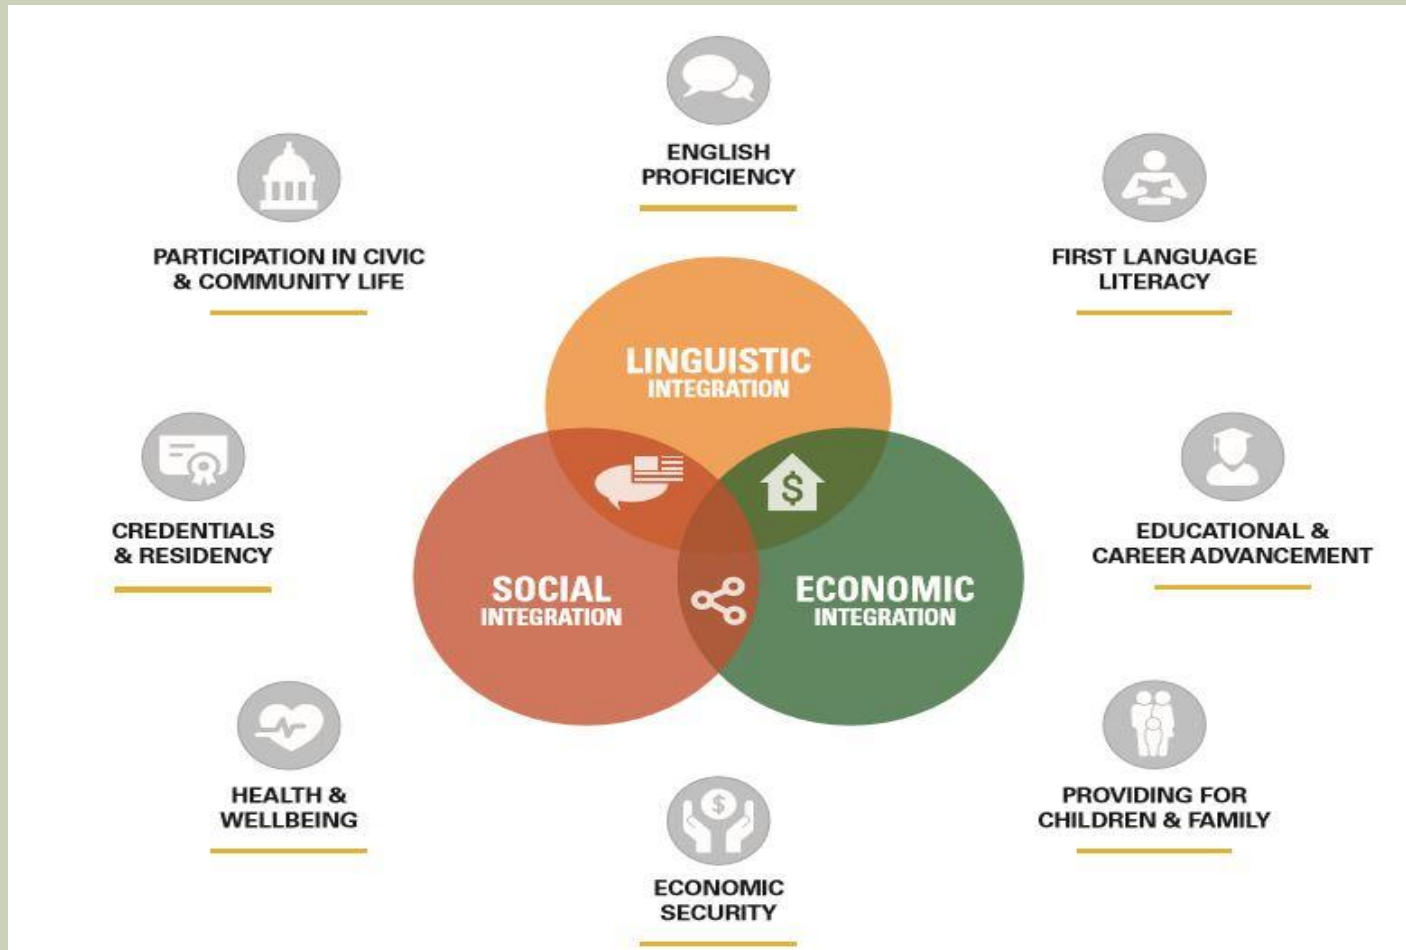 ENGLISH
PROFICIENCY
PARTICIPATION IN CIVIC
& COMMUNITY LIFE
FIRST LANGUAGE
LITERACY
LINGUISTIC
INTEGRATION
$
CREDENTIALS
& RESIDENCY
EDUCATIONAL &
CAREER ADVANCEMENT
SOCIAL
INTEGRATION
ECONOMIC
INTEGRATION
HEALTH &
WELLBEING
PROVIDING FOR
CHILDREN & FAMILY
$
ECONOMIC
SECURITY